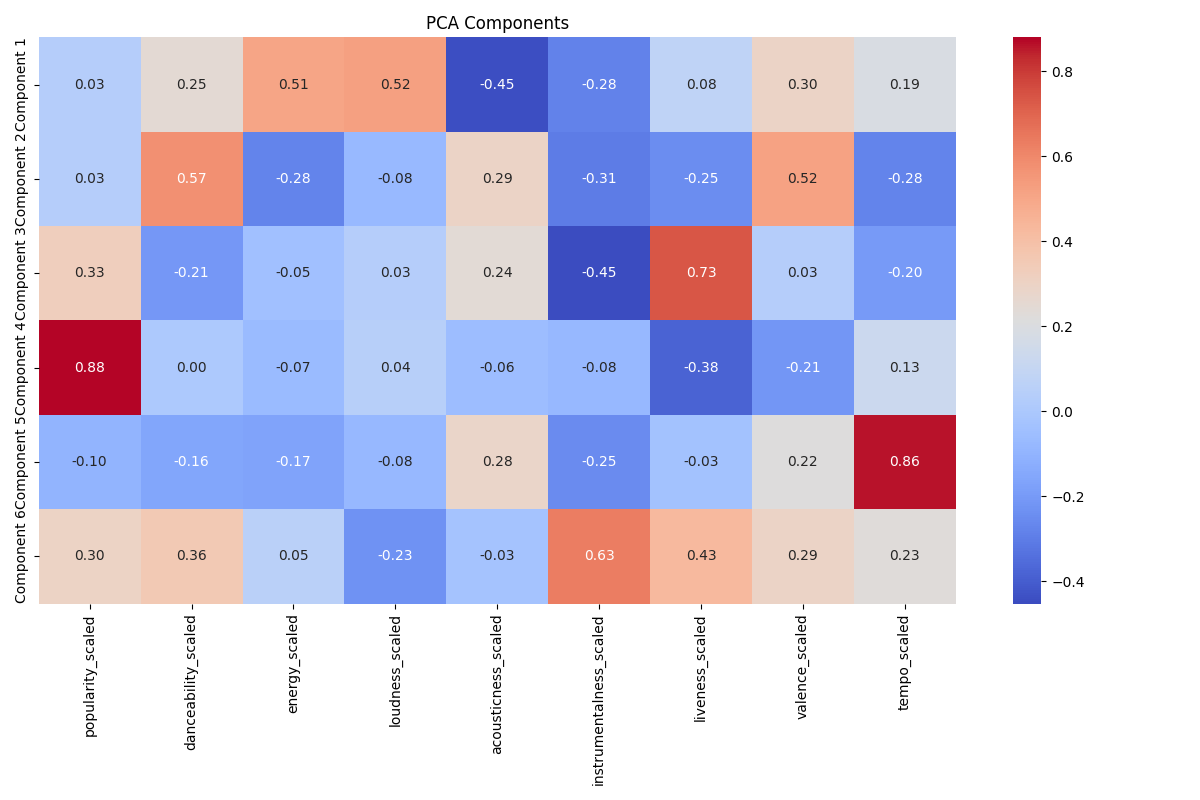 PCA Components
Component 1
0.03 0.25 0.51 0.52 -0.45 -0.28 0.08 0.30 0.19
Component 2
0.03 0.57 -0.28 -0.08 0.29 -0.31 -0.25 0.52 -0.28
Component 3
0.33 -0.21 -0.05 0.03 0.24 -0.45 0.73 0.03 -0.20
Component 4
0.88 0.00 -0.07 0.04 -0.06 -0.08 -0.38 -0.21 0.13
Component 5
-0.10 -0.16 -0.17 -0.08 0.28 -0.25 -0.03 0.22 0.86
Component 6
0.30 0.36 0.05 -0.23 -0.03 0.63 0.43 0.29 0.23
popularity_scaled
danceability_scaled
energy_scaled
loudness_scaled
acousticness_scaled
instrumentalness_scaled
liveness_scaled
valence_scaled
tempo_scaled
0.8
0.6
0.4
0.2
0.0
−0.2
−0.4